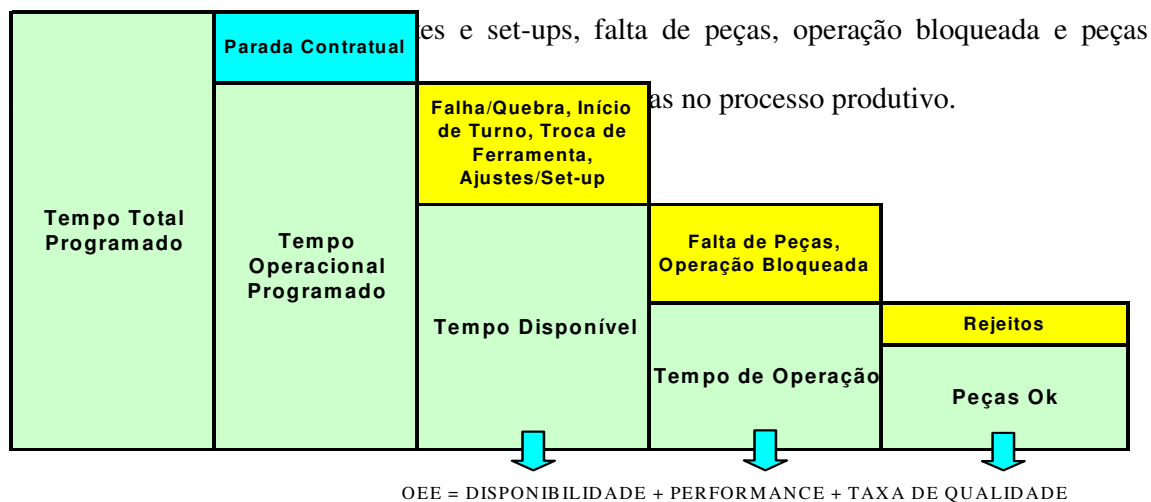 es e set-ups, falta de peças, operação bloqueada e peças
as no processo produtivo.
Parada Contratual
Falha/Quebra, Início
de Turno, Troca de
Ferramenta,
Ajustes/Set-up
Tempo Total
Programado
Tempo
Operacional
Programado
Falta de Peças,
Operação Bloqueada
Tempo Disponível
Rejeitos
Tempo de Operação
Peças Ok
OEE = DISPONIBILIDADE + PERFORMANCE + TAXA DE QUALIDADE